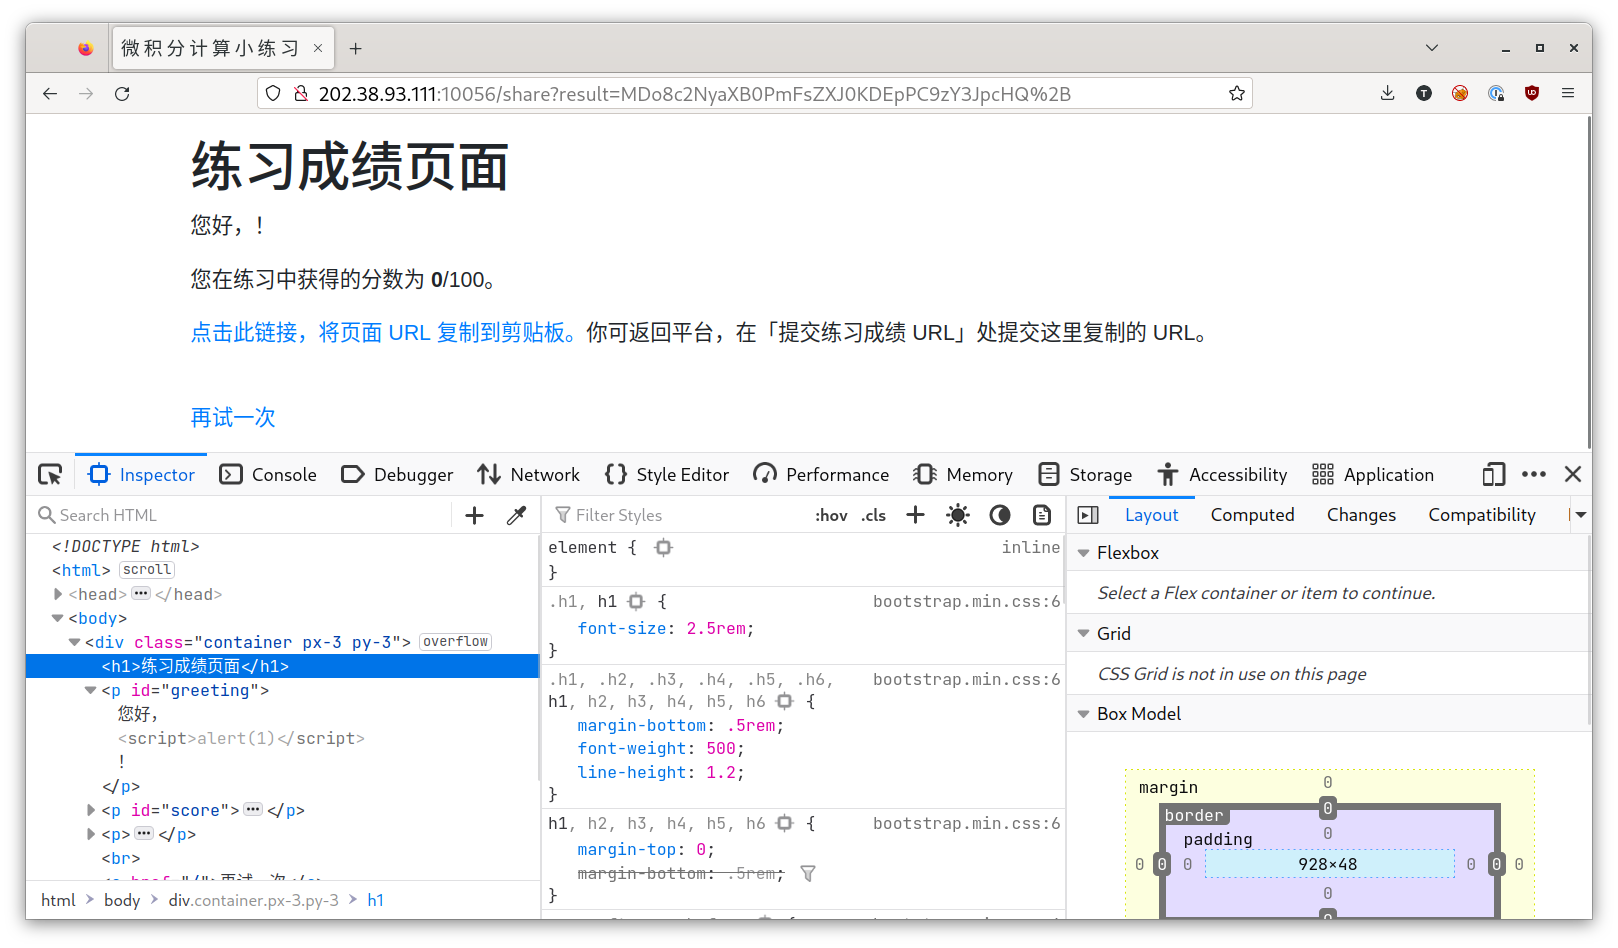 微积分计算小练习
202.38.93.111:10056/share?result=MDo8c2NyaXB0PmFsZXJ0KDEpPC9zY3JpcHQ%2B
练习成绩页面
您好，！
您在练习中获得的分数为 0/100。
点击此链接，将页面 URL 复制到剪贴板。你可返回平台，在「提交练习成绩 URL」处提交这里复制的 URL。
再试一次
Inspector Console Debugger Network Style Editor Performance Memory Storage Accessibility Application
Search HTML
<!DOCTYPE html>
<html> scroll
<head> ••• </head>
<body>
<div class="container px-3 py-3"> overflow
<h1>练习成绩页面</h1>
<p id="greeting">
您好，
<script>alert(1)</script>
！
</p>
<p id="score"> ••• </p>
<p> ••• </p>
<br>
html > body > div.container.px-3.py-3 > h1
Filter Styles :hov .cls
element { inline
}
.h1, h1 { bootstrap.min.css:6
font-size: 2.5rem;
}
.h1, .h2, .h3, .h4, .h5, .h6, bootstrap.min.css:6
h1, h2, h3, h4, h5, h6 {
margin-bottom: .5rem;
font-weight: 500;
line-height: 1.2;
}
h1, h2, h3, h4, h5, h6 { bootstrap.min.css:6
margin-top: 0;
margin-bottom: .5rem;
}
Layout Computed Changes Compatibility
Flexbox
Select a Flex container or item to continue.
Grid
CSS Grid is not in use on this page
Box Model
margin 0
border 0
padding 0
0 0 0 928×48 0 0 0
0
0